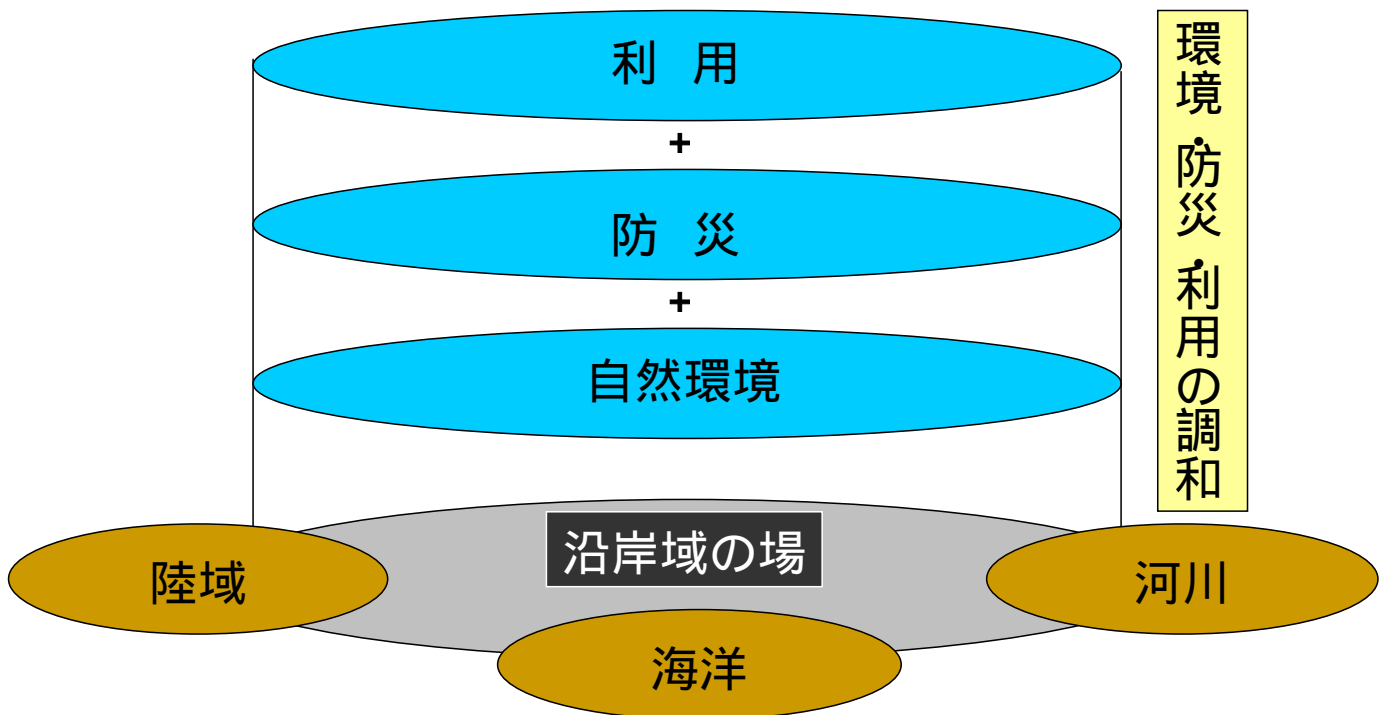 利 用
+
防 災
+
自然環境
環境・防災・利用の調和
沿岸域の場
陸域
河川
海洋